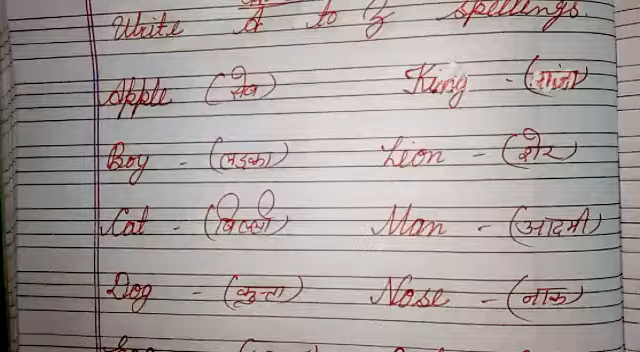 Write A to Z spellings.
Apple (सेब) King - (राजा)
Boy - (लड़का) Lion - (शेर)
Cat - (बिल्ली) Man - (आदमी)
Dog - (कुत्ता) Nose - (नाक)